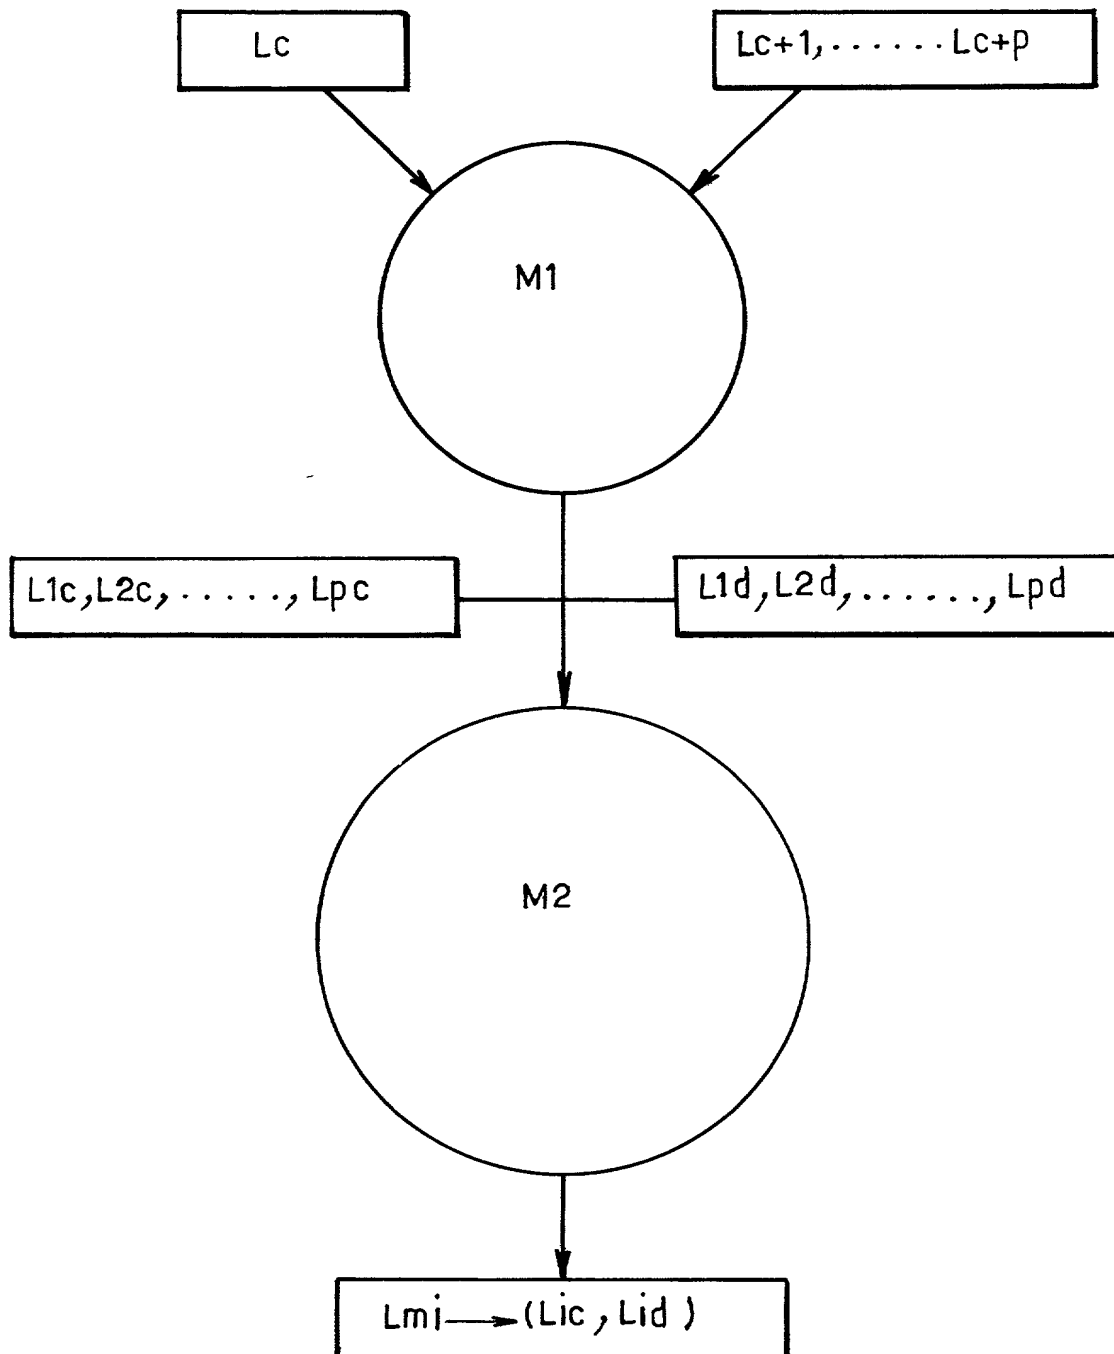 Lc
Lc+1,......Lc+p
M1
L1c,L2c,.....,Lpc
L1d,L2d,......,Lpd
M2
Lmi→(Lic,Lid)